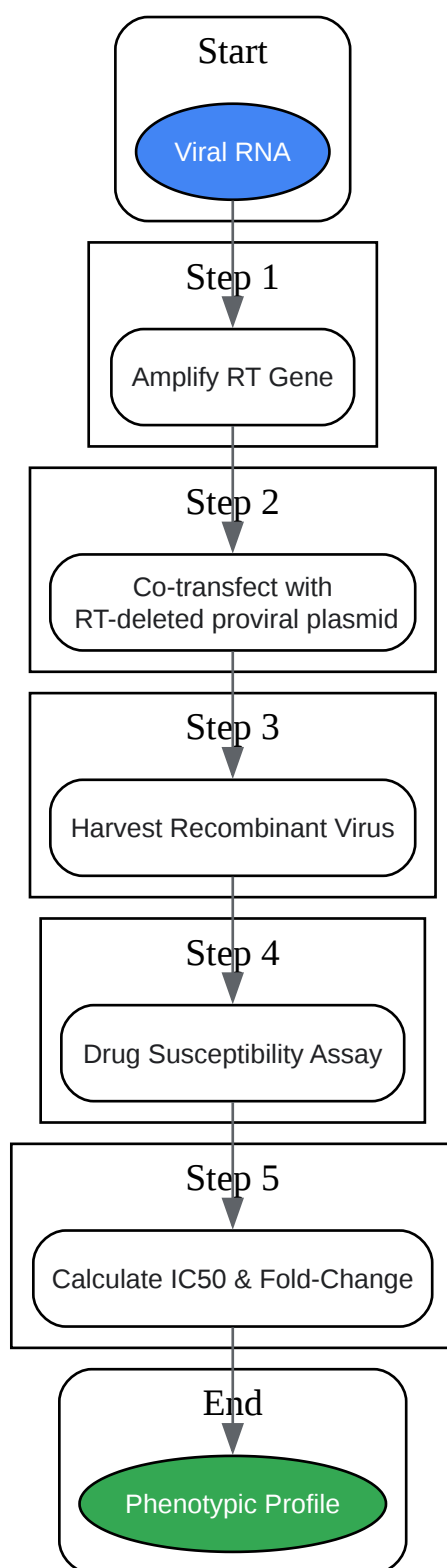 Start
Viral RNA
Step 1
Amplify RT Gene
Step 2
Co-transfect with
RT-deleted proviral plasmid
Step 3
Harvest Recombinant Virus
Step 4
Drug Susceptibility Assay
Step 5
Calculate IC50 & Fold-Change
End
Phenotypic Profile